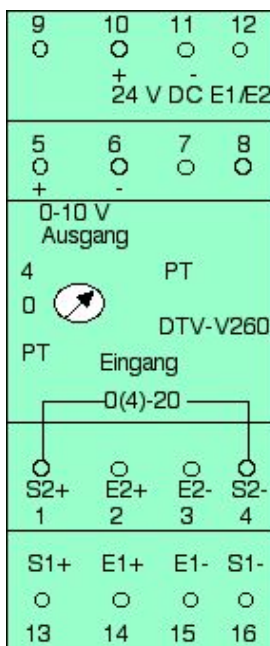 9 10 11 12
+ -
24 V DC E1/E2
5 6 7 8
+ -
0-10 V
Ausgang
4 PT
0
DTV-V260
PT
Eingang
0(4)-20
S2+ E2+ E2- S2-
1 2 3 4
S1+ E1+ E1- S1-
13 14 15 16